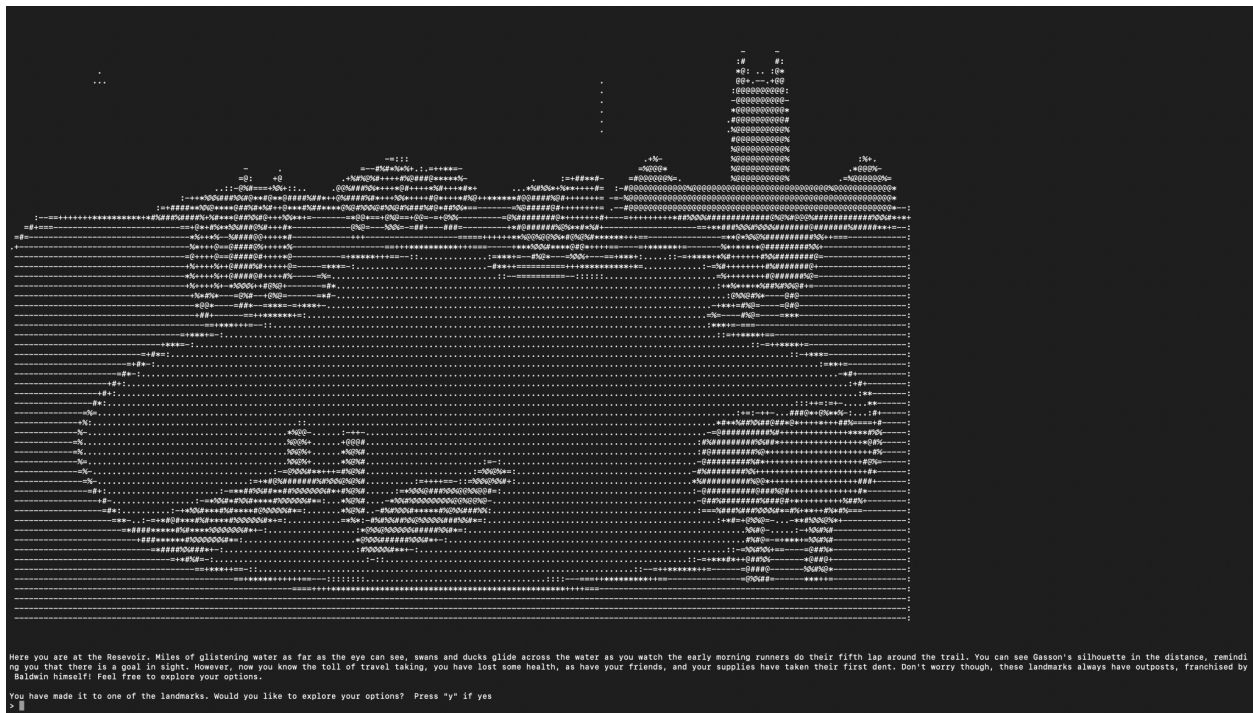 Here you are at the Resevoir. Miles of glistening water as far as the eye can see, swans and ducks glide across the water as you watch the early morning runners do their fifth lap around the trail. You can see Gasson's silhouette in the distance, remindi
ng you that there is a goal in sight. However, now you know the toll of travel taking, you have lost some health, as have your friends, and your supplies have taken their first dent. Don't worry though, these landmarks always have outposts, franchised by
Baldwin himself! Feel free to explore your options.
You have made it to one of the landmarks. Would you like to explore your options?  Press "y" if yes
>